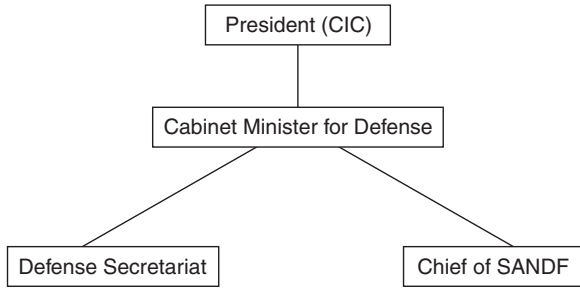 President (CIC)
Cabinet Minister for Defense
Defense Secretariat
Chief of SANDF